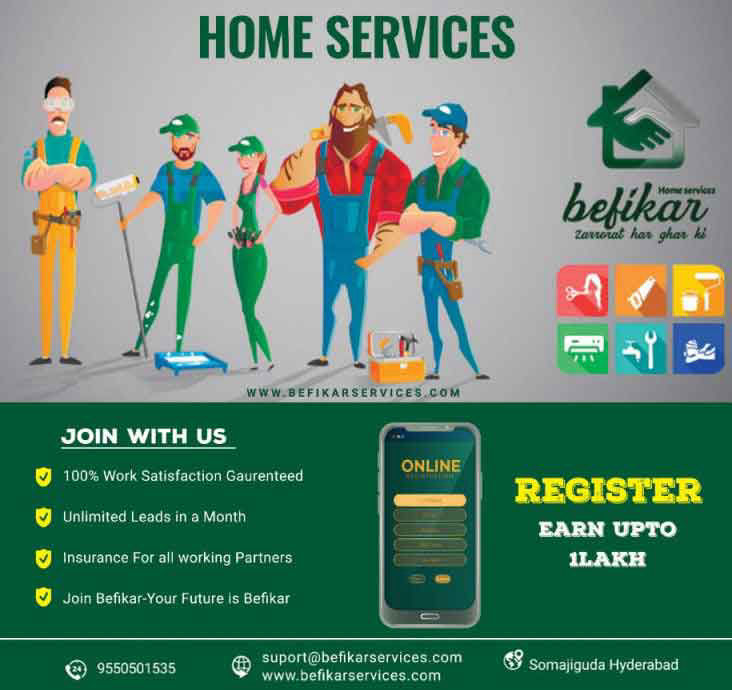 HOME SERVICES
Home services
befikar
Zarrorat har ghar ki
WWW.BEFIKARSERVICES.COM
JOIN WITH US
100% Work Satisfaction Gaurenteed
Unlimited Leads in a Month
Insurance For all working Partners
Join Befikar-Your Future is Befikar
ONLINE
REGISTRATION
REGISTER
EARN UPTO
1LAKH
24
9550501535
suport@befikarservices.com
www.befikarservices.com
Somajiguda Hyderabad